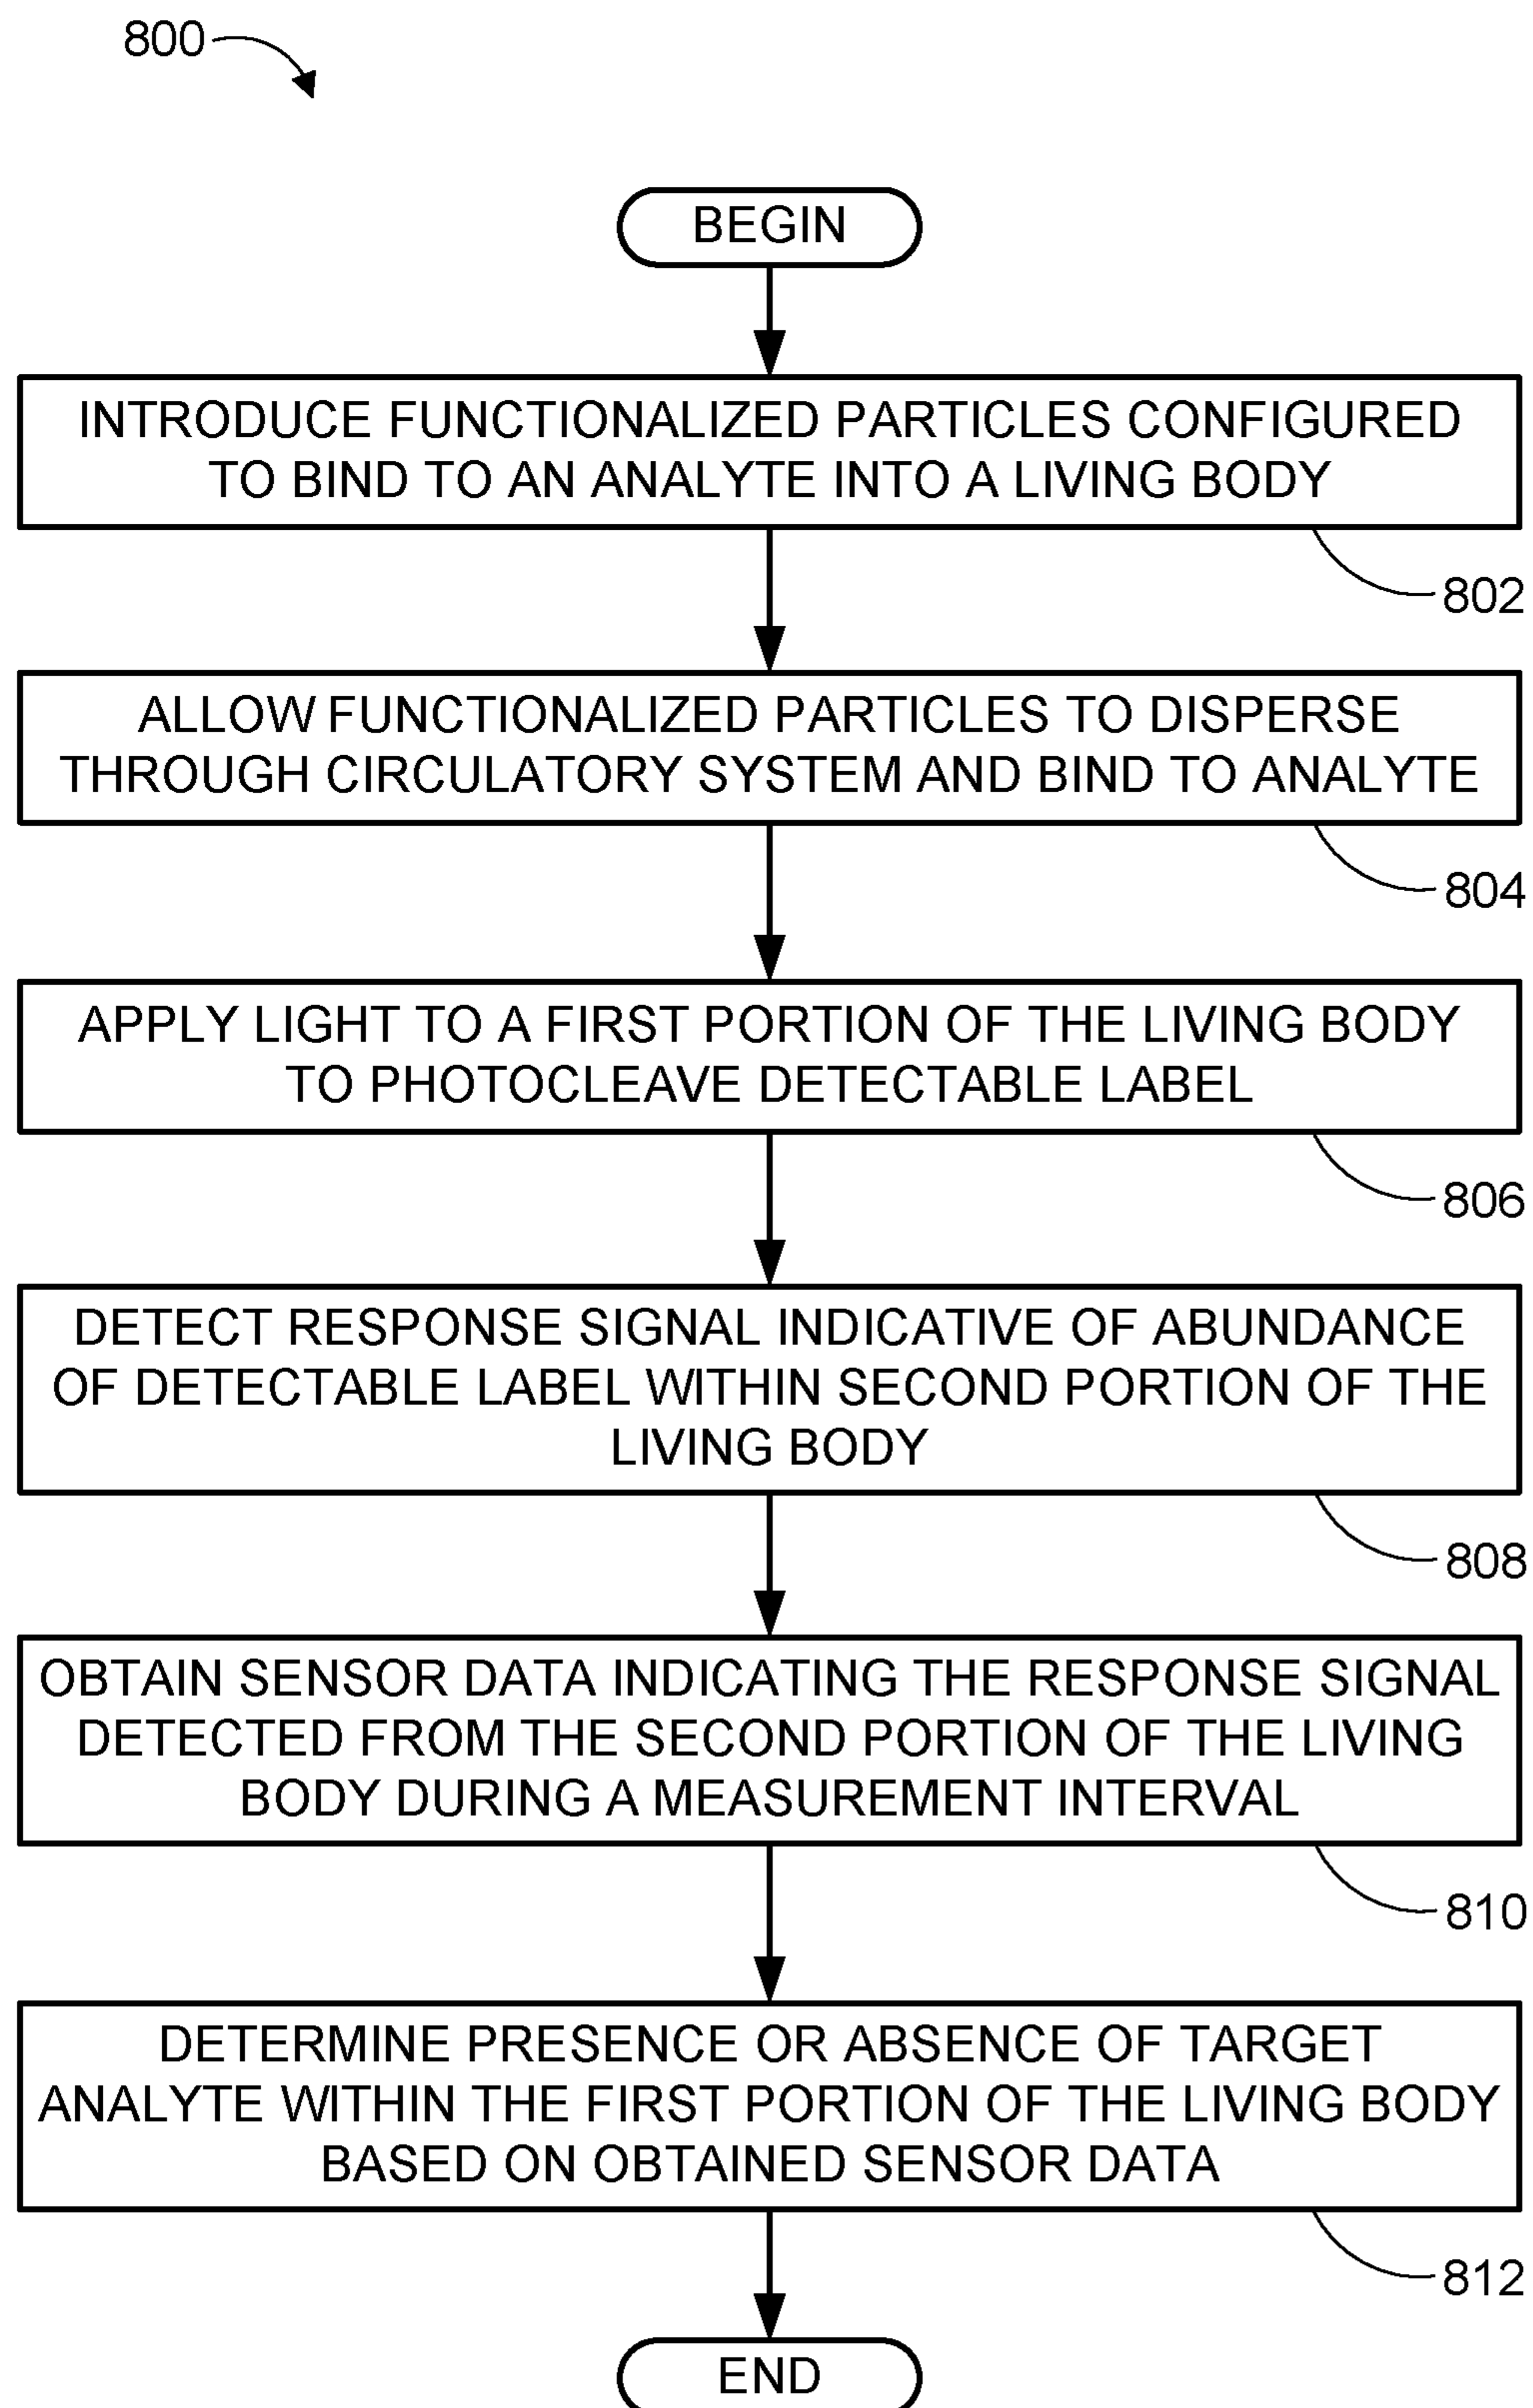 800
BEGIN
INTRODUCE FUNCTIONALIZED PARTICLES CONFIGURED
TO BIND TO AN ANALYTE INTO A LIVING BODY
802
ALLOW FUNCTIONALIZED PARTICLES TO DISPERSE
THROUGH CIRCULATORY SYSTEM AND BIND TO ANALYTE
804
APPLY LIGHT TO A FIRST PORTION OF THE LIVING BODY
TO PHOTOCLEAVE DETECTABLE LABEL
806
DETECT RESPONSE SIGNAL INDICATIVE OF ABUNDANCE
OF DETECTABLE LABEL WITHIN SECOND PORTION OF THE
LIVING BODY
808
OBTAIN SENSOR DATA INDICATING THE RESPONSE SIGNAL
DETECTED FROM THE SECOND PORTION OF THE LIVING
BODY DURING A MEASUREMENT INTERVAL
810
DETERMINE PRESENCE OR ABSENCE OF TARGET
ANALYTE WITHIN THE FIRST PORTION OF THE LIVING BODY
BASED ON OBTAINED SENSOR DATA
812
END